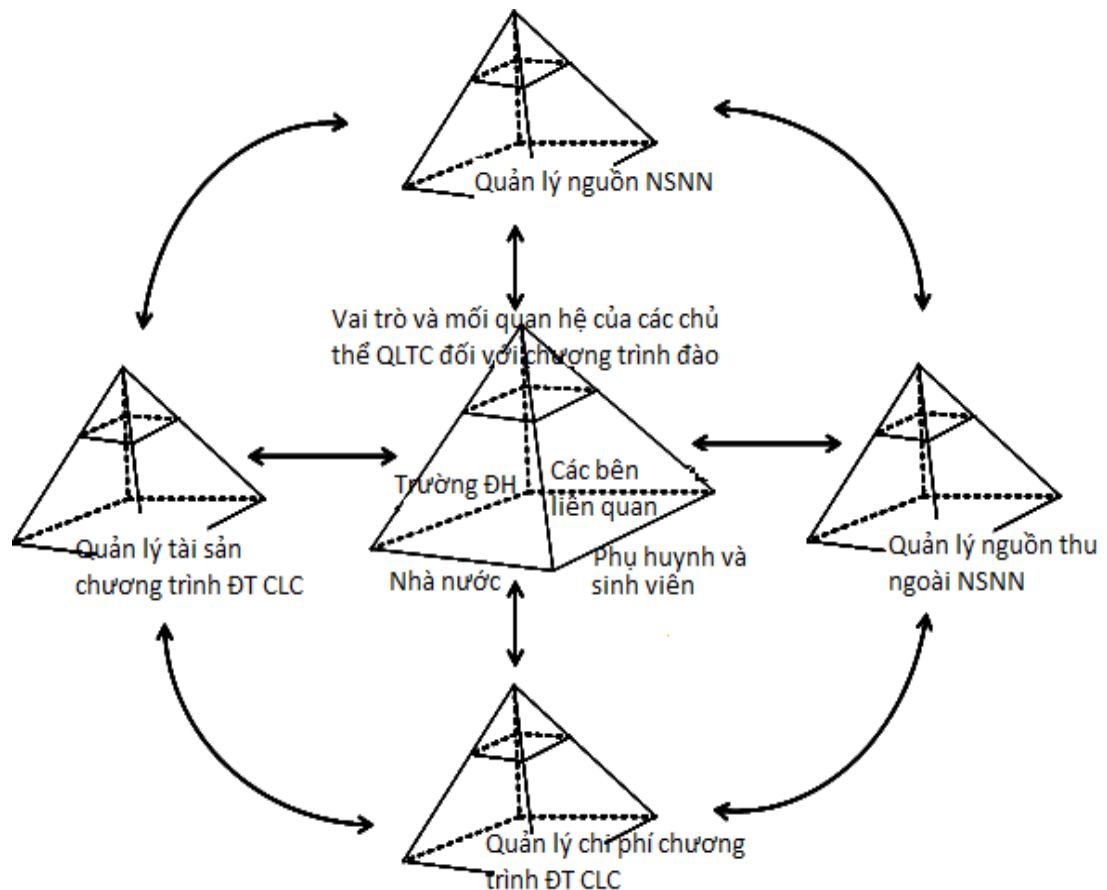 Quản lý nguồn NSNN
Vai trò và mối quan hệ của các chủ
thể QLTC đối với chương trình đào
Trường ĐH
Các bên
liên quan
Nhà nước
Phụ huynh và
sinh viên
Quản lý tài sản
chương trình ĐT CLC
Quản lý nguồn thu
ngoài NSNN
Quản lý chi phí chương
trình ĐT CLC